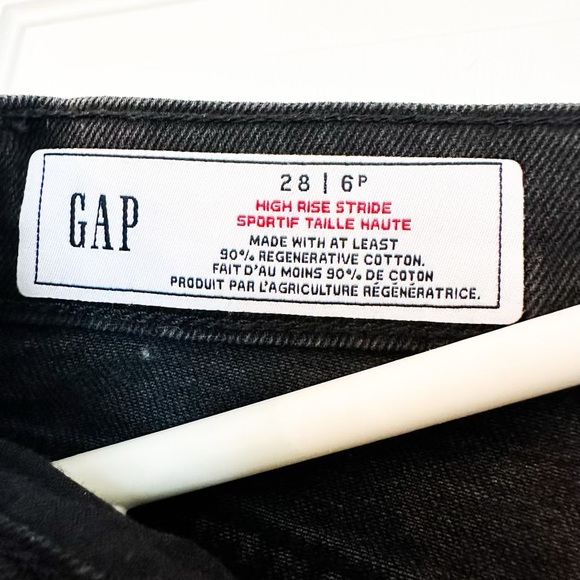 GAP
28 | 6P
HIGH RISE STRIDE
SPORTIF TAILLE HAUTE
MADE WITH AT LEAST
90% REGENERATIVE COTTON.
FAIT D'AU MOINS 90% DE COTON
PRODUIT PAR L'AGRICULTURE RÉGÉNÉRATRICE.